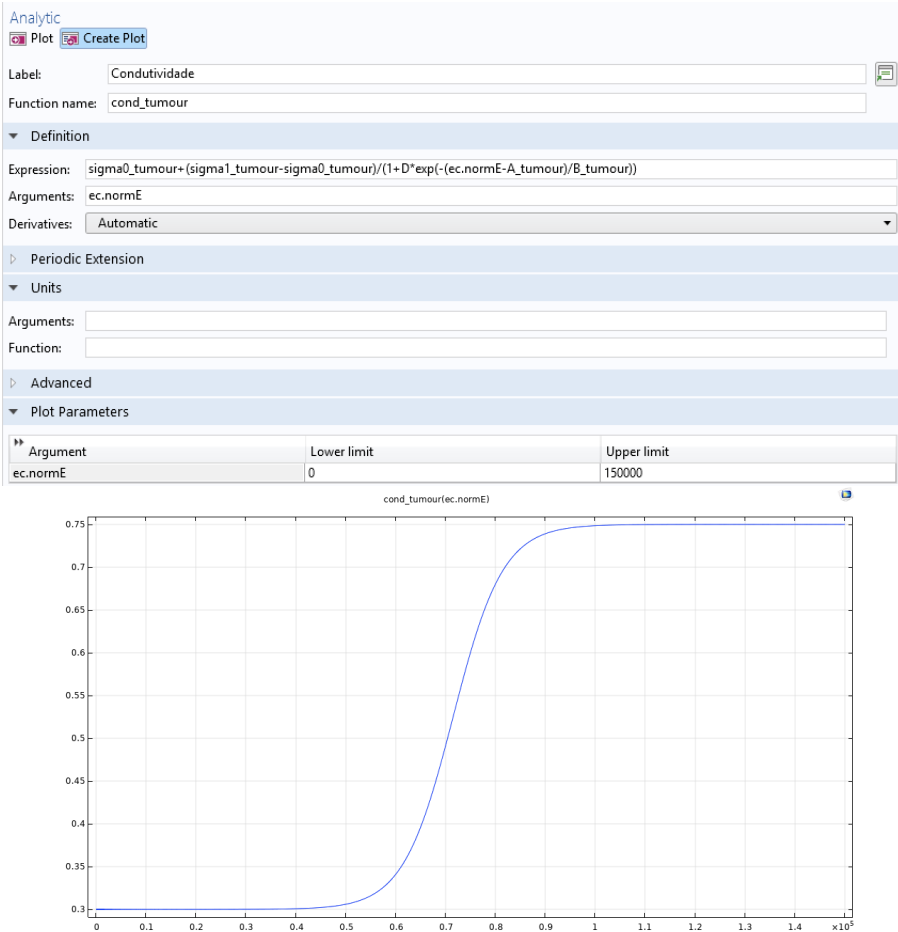 Analytic
Plot Create Plot
Label: Condutividade
Function name: cond_tumour
Definition
Expression: sigma0_tumour+(sigma1_tumour-sigma0_tumour)/(1+D*exp(-(ec.normE-A_tumour)/B_tumour))
Arguments: ec.normE
Derivatives: Automatic
Periodic Extension
Units
Arguments:
Function:
Advanced
Plot Parameters
Argument Lower limit Upper limit
ec.normE 0 150000
cond_tumour(ec.normE)
0.75
0.7
0.65
0.6
0.55
0.5
0.45
0.4
0.35
0.3
0 0.1 0.2 0.3 0.4 0.5 0.6 0.7 0.8 0.9 1 1.1 1.2 1.3 1.4 ×10⁵